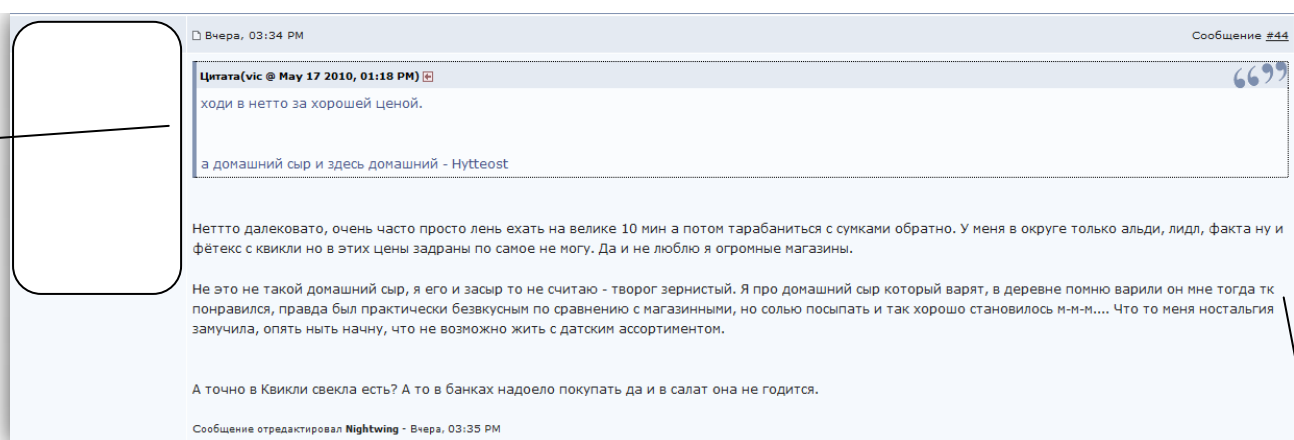 Вчера, 03:34 PM
Сообщение #44
Цитата(vic @ May 17 2010, 01:18 PM)
ходи в нетто за хорошей ценой.
а домашний сыр и здесь домашний - Hytteost
Неттто далековато, очень часто просто лень ехать на велике 10 мин а потом тарабаниться с сумками обратно. У меня в округе только альди, лидл, факта ну и
фётекс с квикли но в этих цены задраны по самое не могу. Да и не люблю я огромные магазины.
Не это не такой домашний сыр, я его и засыр то не считаю - творог зернистый. Я про домашний сыр который варят, в деревне помню варили он мне тогда тк
понравился, правда был практически безвкусным по сравнению с магазинными, но солью посыпать и так хорошо становилось м-м-м.... Что то меня ностальгия
замучила, опять ныть начну, что не возможно жить с датским ассортиментом.
А точно в Квикли свекла есть? А то в банках надоело покупать да и в салат она не годится.
Сообщение отредактировал Nightwing - Вчера, 03:35 PM